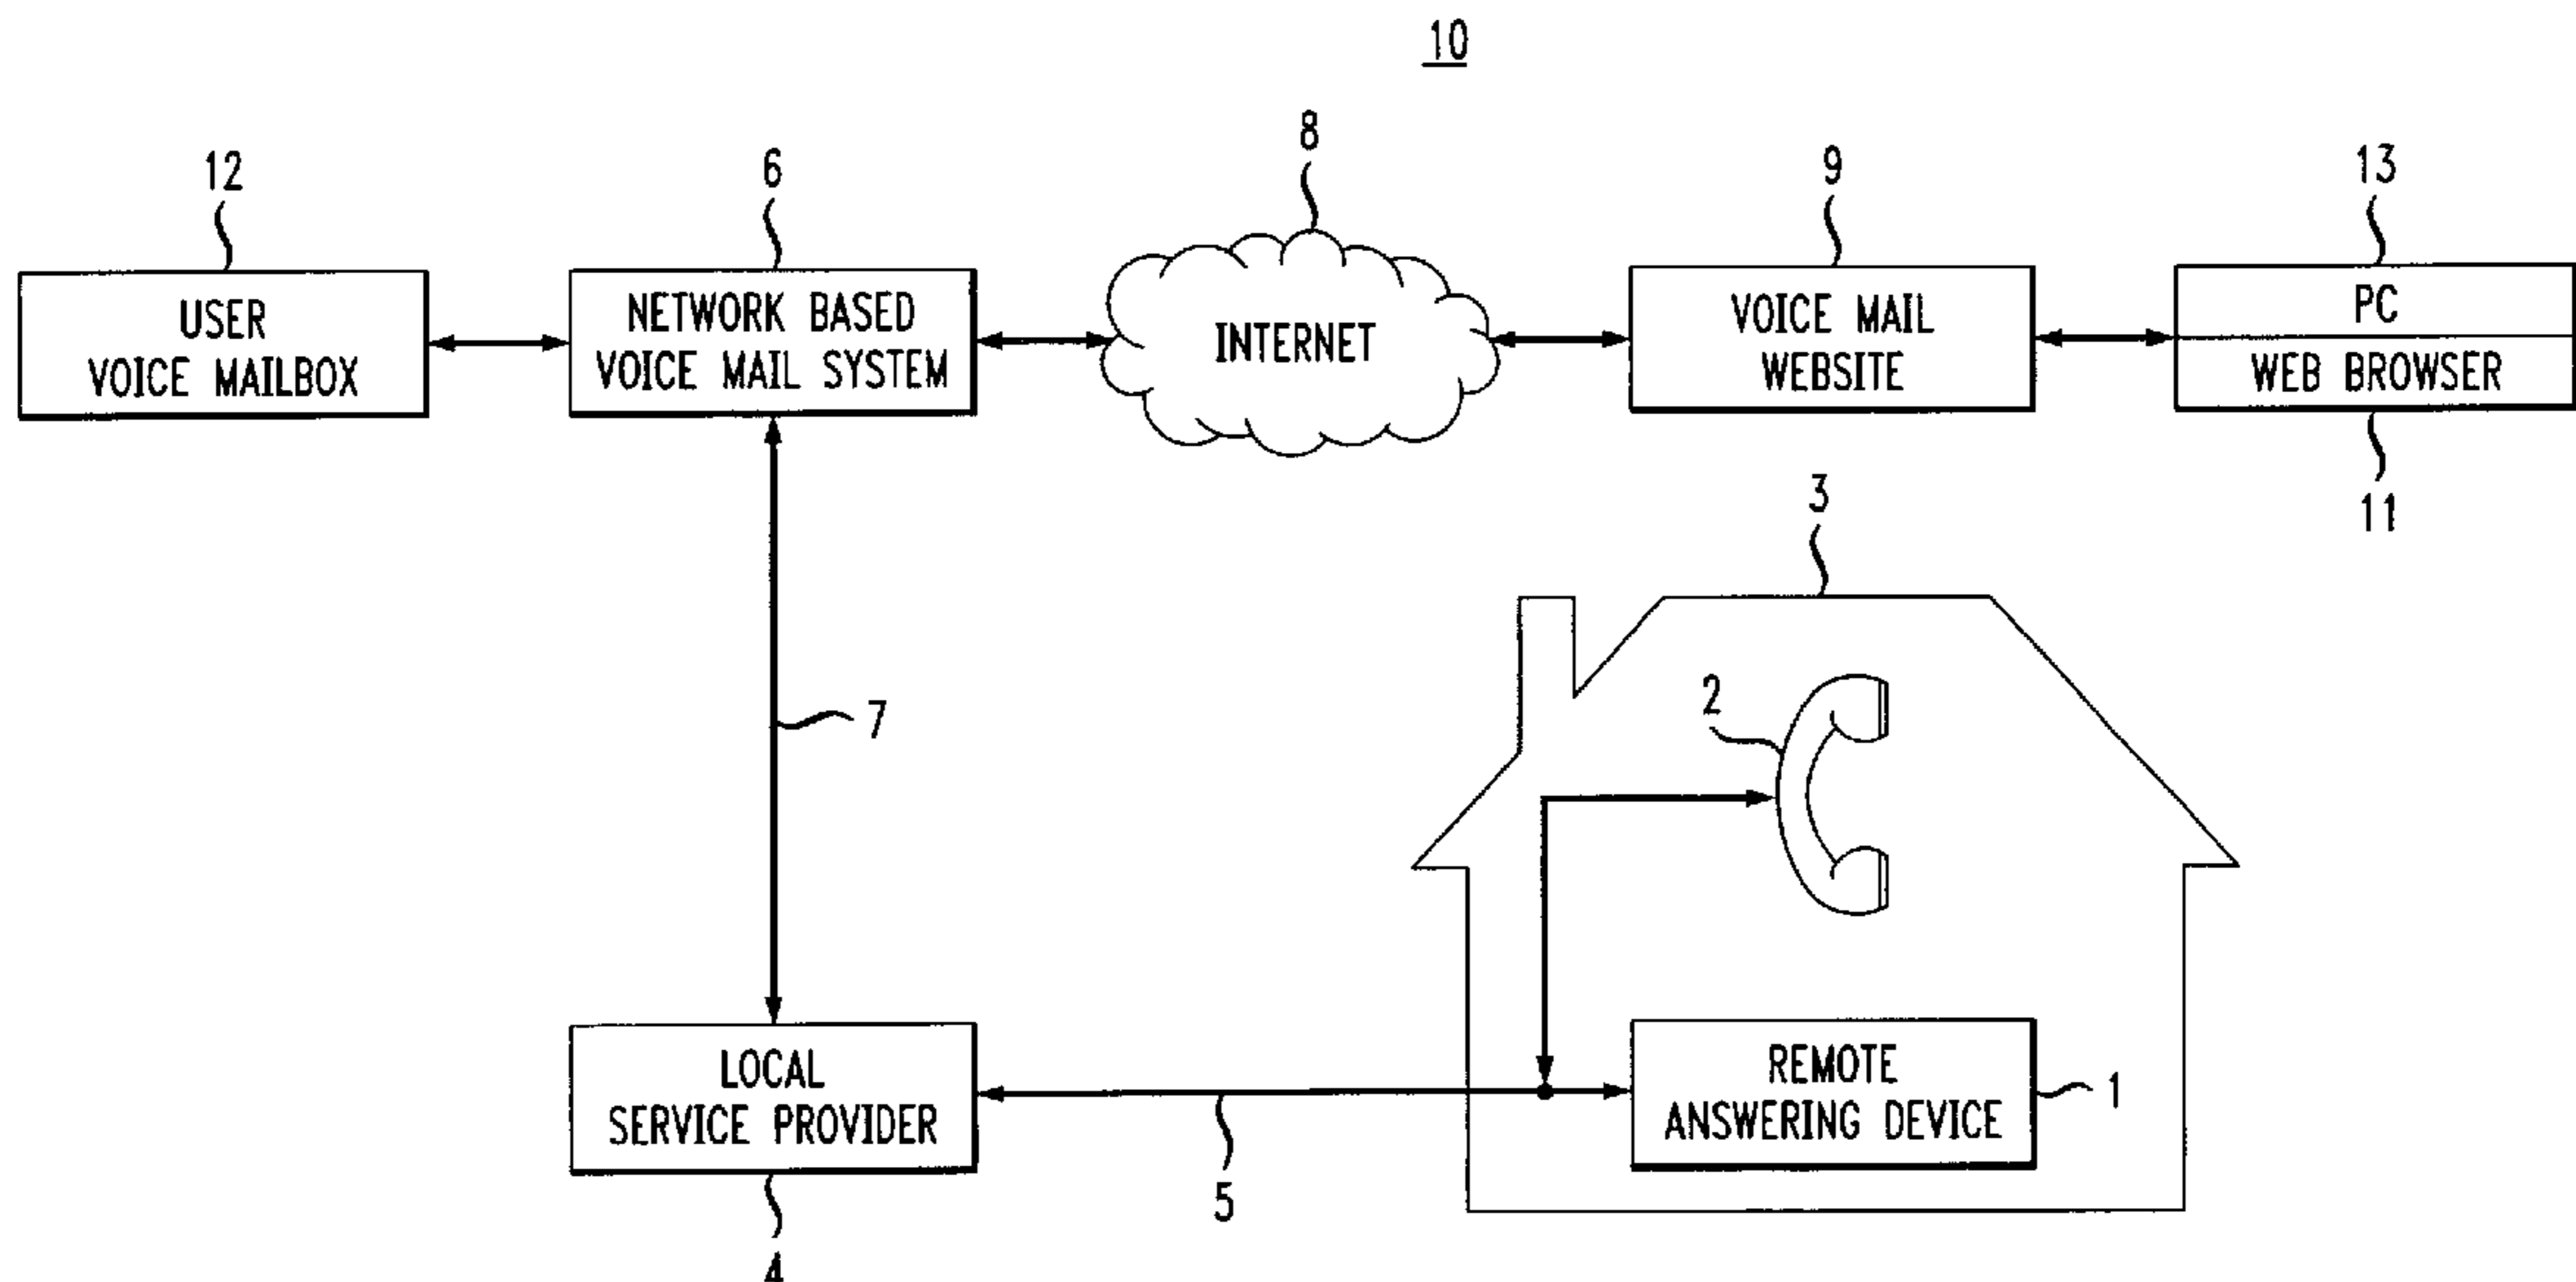 10
12
6
8
9
13
USER
VOICE MAILBOX
NETWORK BASED
VOICE MAIL SYSTEM
INTERNET
VOICE MAIL
WEBSITE
PC
WEB BROWSER
11
3
2
7
LOCAL
SERVICE PROVIDER
REMOTE
ANSWERING DEVICE
1
5
4